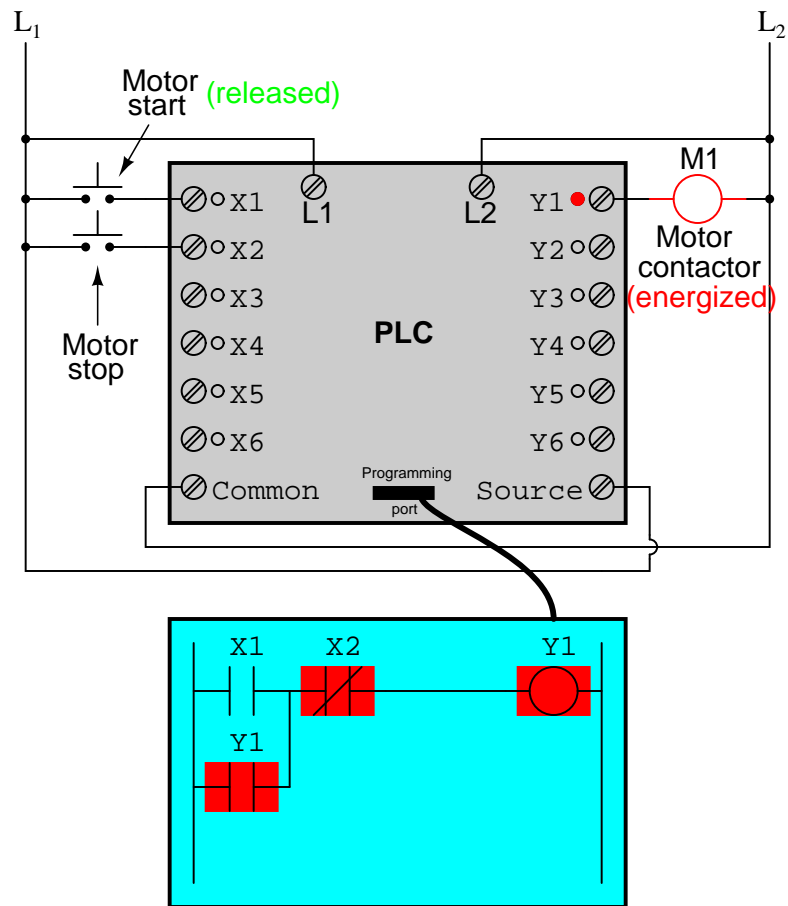 L1
L2
Motor
start (released)
M1
X1
L1
L2
Y1
X2
Y2
Motor
contactor
(energized)
X3
Y3
Motor
stop
X4
PLC
Y4
X5
Y5
X6
Y6
Common
Programming
port
Source
X1
X2
Y1
Y1